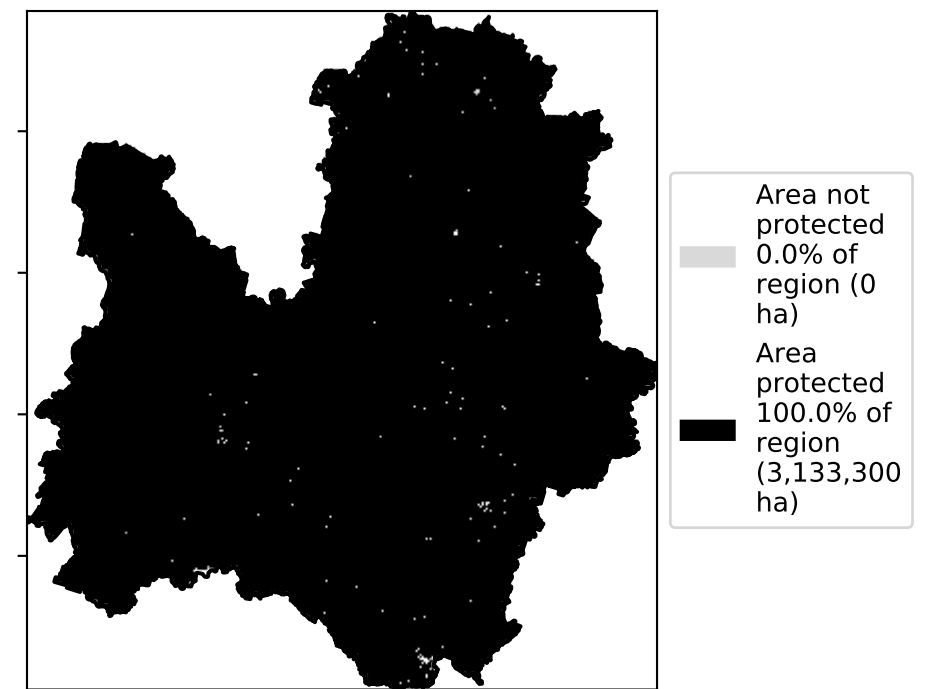 Area not
protected
0.0% of
region (0
ha)
Area
protected
100.0% of
region
(3,133,300
ha)